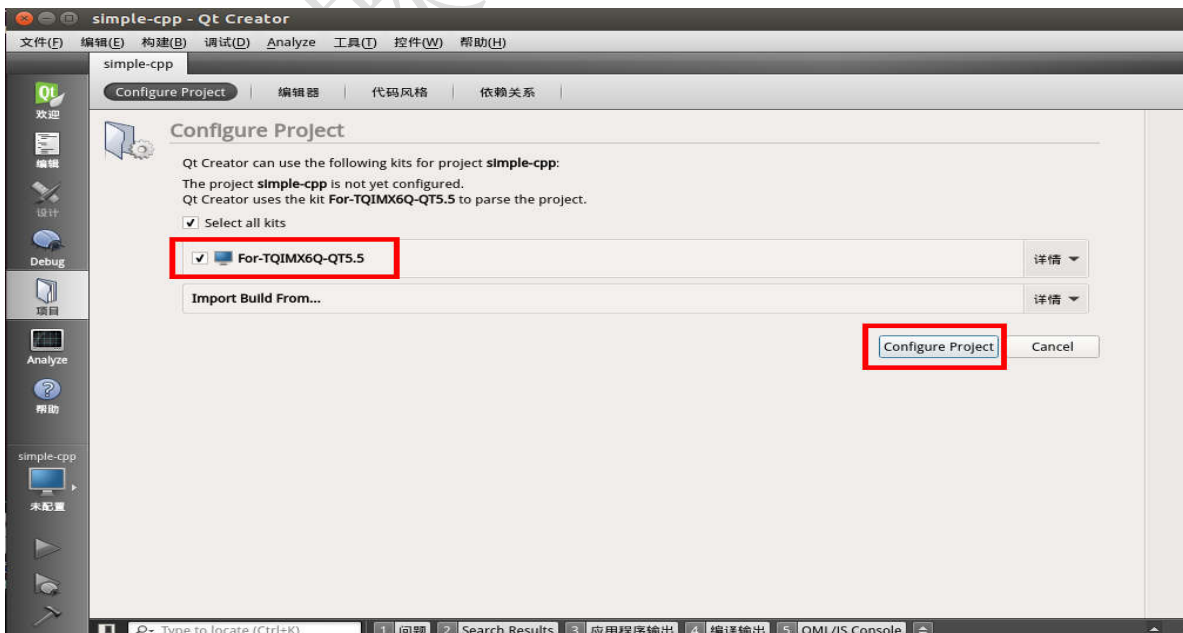 simple-cpp - Qt Creator
文件(F) 编辑(E) 构建(B) 调试(D) Analyze 工具(T) 控件(W) 帮助(H)
simple-cpp
Configure Project 编辑器 代码风格 依赖关系
Qt
欢迎
编辑
设计
Debug
项目
Analyze
帮助
simple-cpp
未配置
Configure Project
Qt Creator can use the following kits for project simple-cpp:
The project simple-cpp is not yet configured.
Qt Creator uses the kit For-TQIMX6Q-QT5.5 to parse the project.
Select all kits
For-TQIMX6Q-QT5.5 详情
Import Build From... 详情
Configure Project Cancel
Type to locate (Ctrl+K) 1 问题 2 Search Results 3 应用程序输出 4 编译输出 5 QML/JS Console